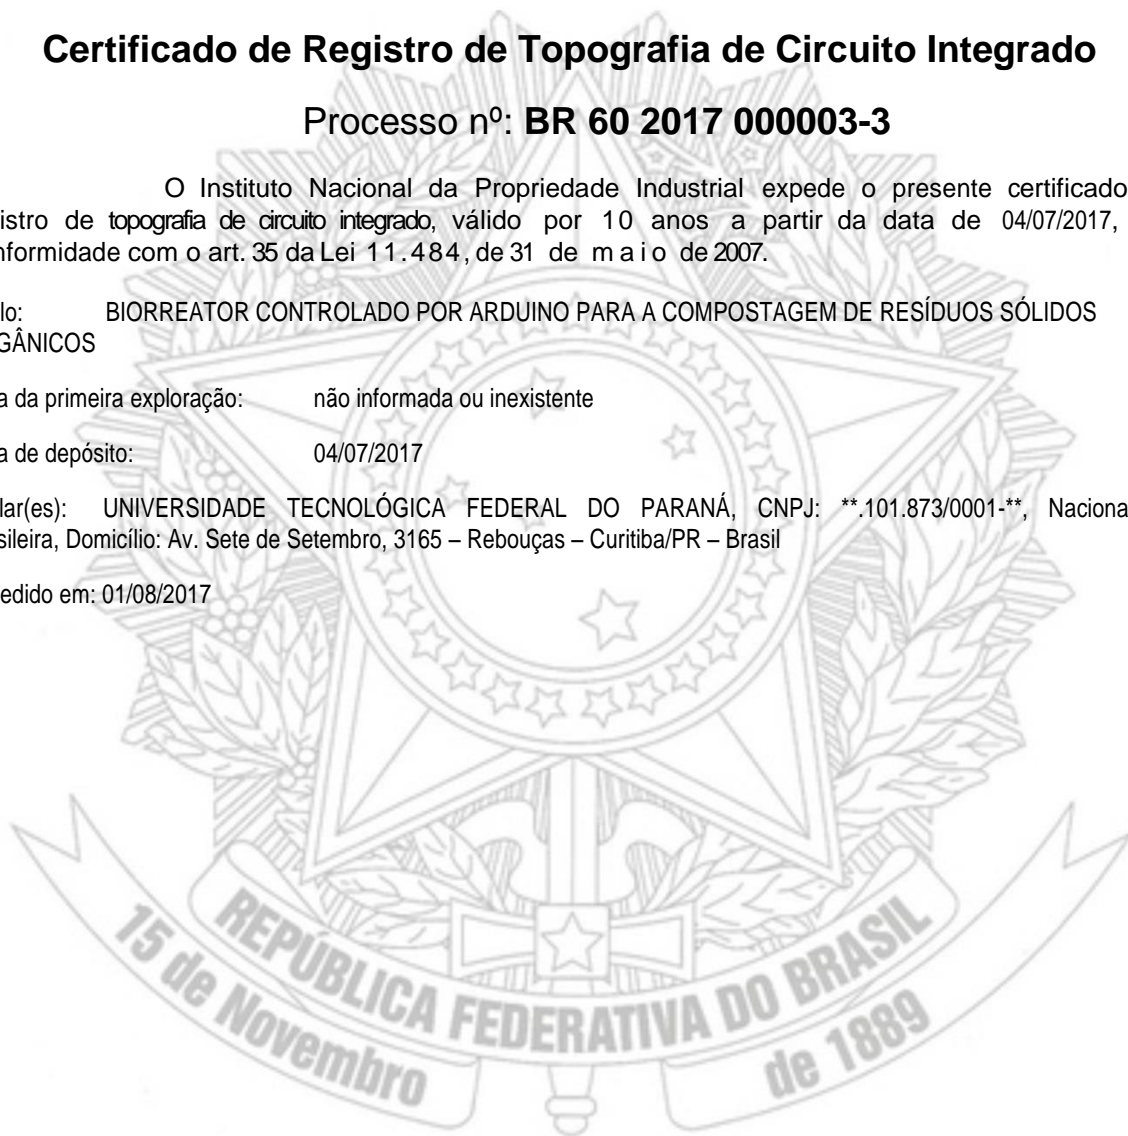 Certificado de Registro de Topografia de Circuito Integrado
Processo nº: BR 60 2017 000003-3
O Instituto Nacional da Propriedade Industrial expede o presente certificado
istro de topografia de circuito integrado, válido por 10 anos a partir da data de 04/07/2017,
nformidade com o art. 35 da Lei 11.484, de 31 de maio de 2007.
lo: BIORREATOR CONTROLADO POR ARDUINO PARA A COMPOSTAGEM DE RESÍDUOS SÓLIDOS
GÂNICOS
a da primeira exploração: não informada ou inexistente
a de depósito: 04/07/2017
lar(es): UNIVERSIDADE TECNOLÓGICA FEDERAL DO PARANÁ, CNPJ: **.101.873/0001-**, Naciona
sileira, Domicílio: Av. Sete de Setembro, 3165 – Rebouças – Curitiba/PR – Brasil
edido em: 01/08/2017
REPÚBLICA FEDERATIVA DO BRASIL
15 de Novembro de 1889